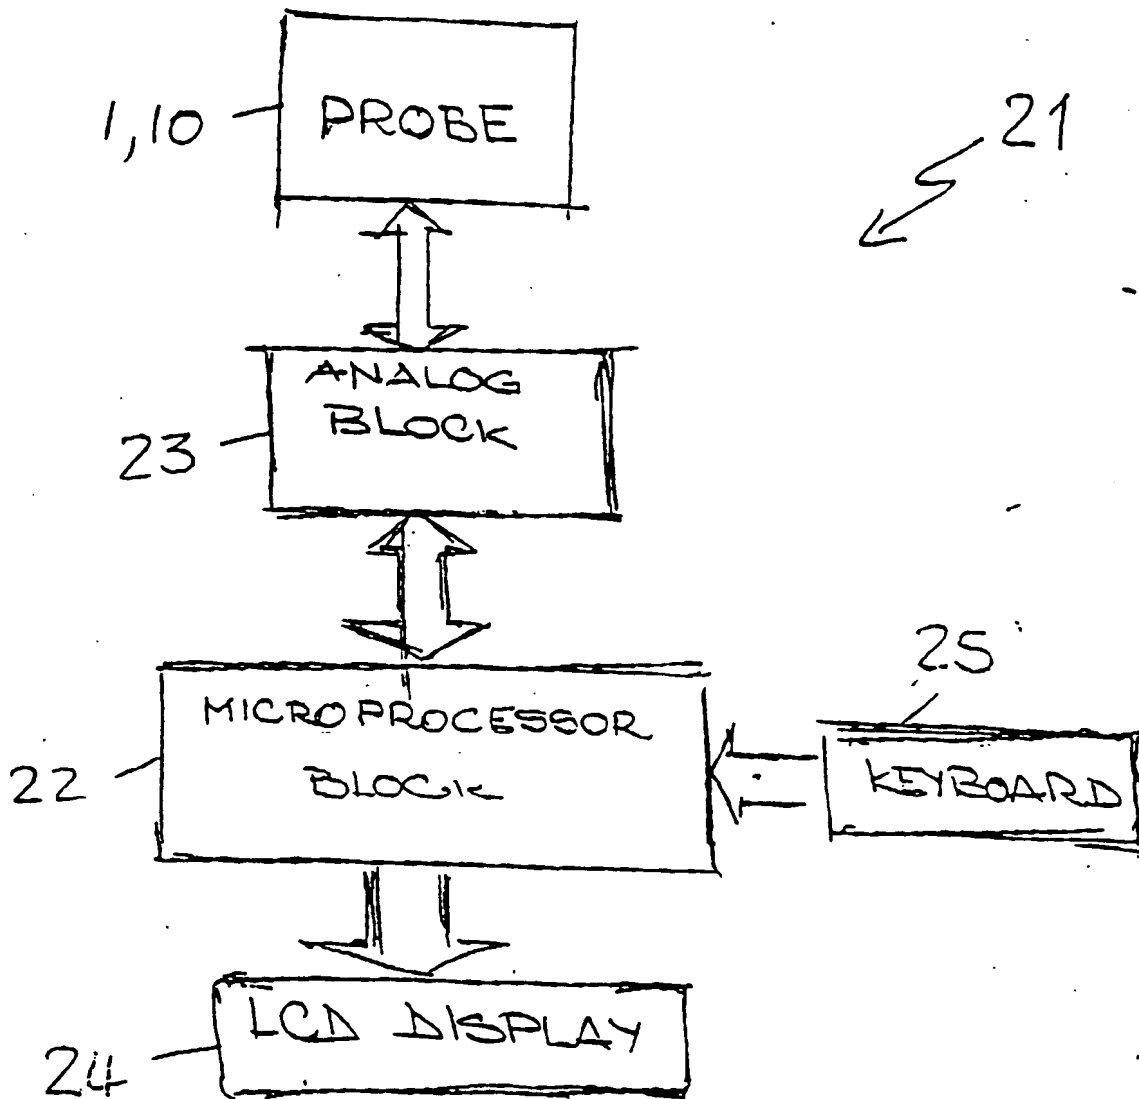 1,10
PROBE
21
ANALOG
BLOCK
23
25
MICROPROCESSOR
BLOCK
22
KEYBOARD
LCD DISPLAY
24